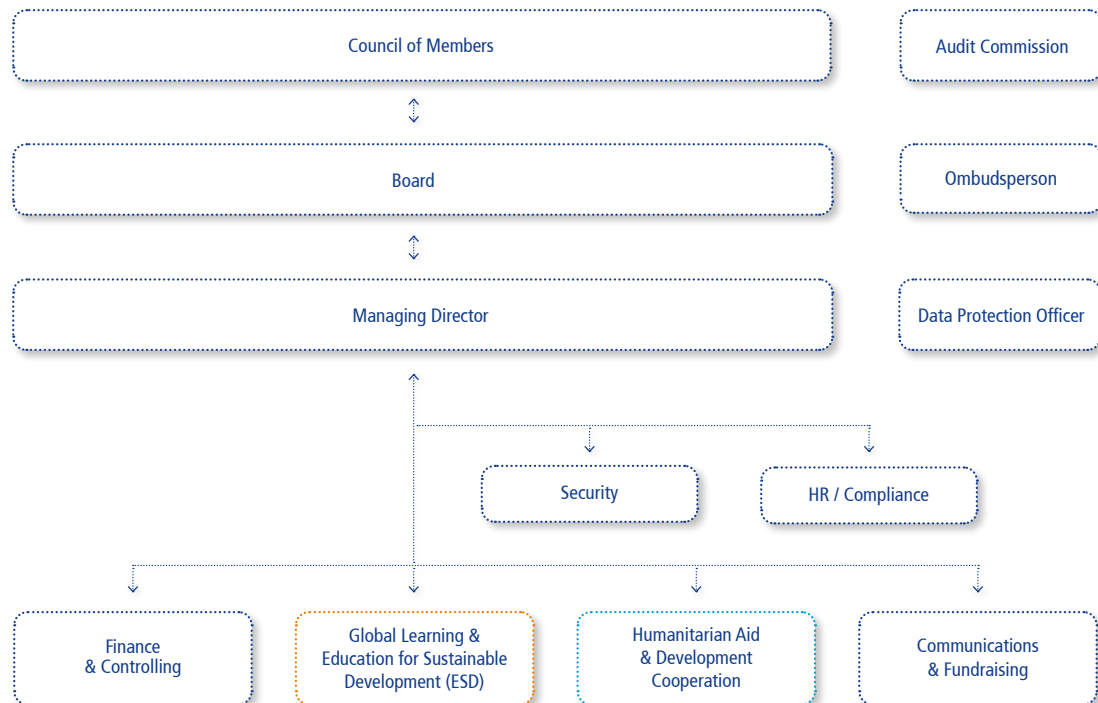 Council of Members
Audit Commission
Board
Ombudsperson
Managing Director
Data Protection Officer
Security
HR / Compliance
Finance
& Controlling
Global Learning &
Education for Sustainable
Development (ESD)
Humanitarian Aid
& Development
Cooperation
Communications
& Fundraising